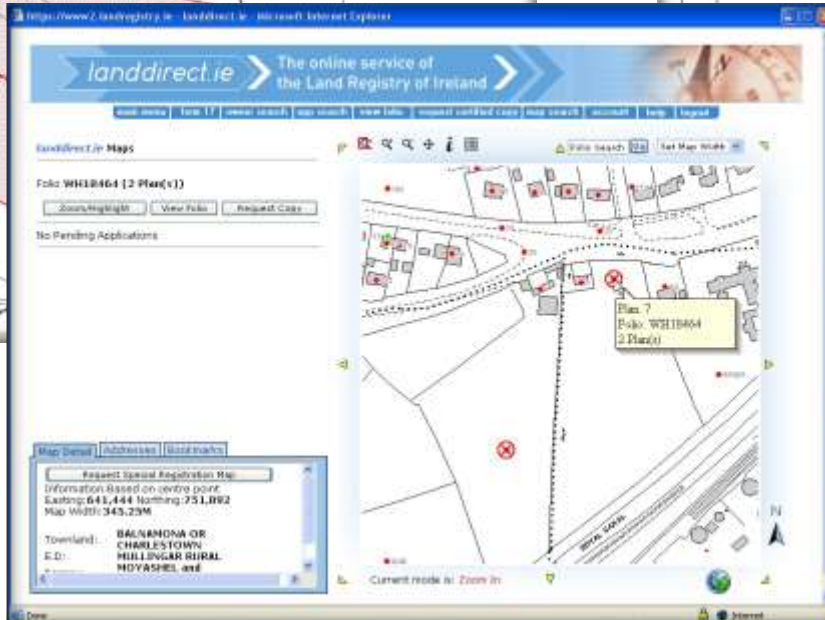 https://www2.landregistry.ie - landdirect.ie - Microsoft Internet Explorer
landdirect.ie
The online service of
the Land Registry of Ireland
main menu | form 17 | owner search | app search | view folio | request certified copy | map search | account | help | logout
landdirect.ie Maps
Folio Search
Go
Set Map Width
Folio WH18464 (2 Plan(s))
Zoom/Highlight
View Folio
Request Copy
No Pending Applications
Plan: 7
Folio: WH18464
2 Plan(s)
Map Detail
Addresses
Bookmarks
Request Special Registration Map
Information Based on centre point
Easting:641,444 Northing:751,892
Map Width:345.25M
Townland: BALNAMONA OR
CHARLESTOWN
E.D: MULLINGAR RURAL
MOYASHEL and
ROYAL CANAL
N
Current mode is: Zoom In
Done
Internet